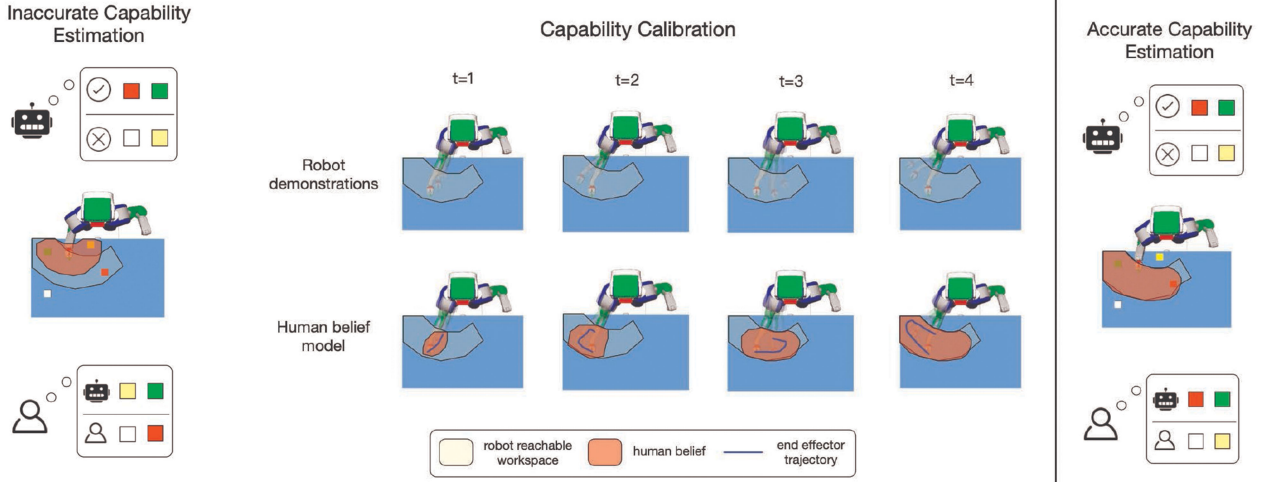 Inaccurate Capability
Estimation
Capability Calibration
t=1
t=2
t=3
t=4
Robot
demonstrations
Human belief
model
robot reachable
workspace
human belief
end effector
trajectory
Accurate Capability
Estimation